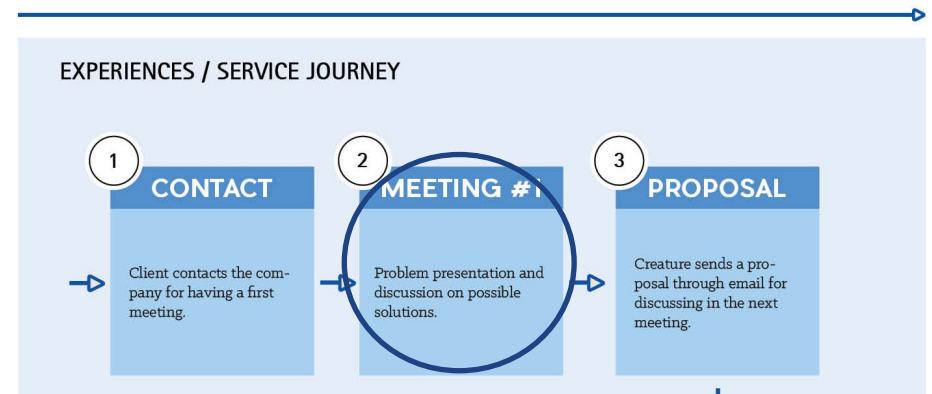 EXPERIENCES / SERVICE JOURNEY
1
CONTACT
Client contacts the com-
pany for having a first
meeting.
2
MEETING #1
Problem presentation and
discussion on possible
solutions.
3
PROPOSAL
Creature sends a pro-
posal through email for
discussing in the next
meeting.